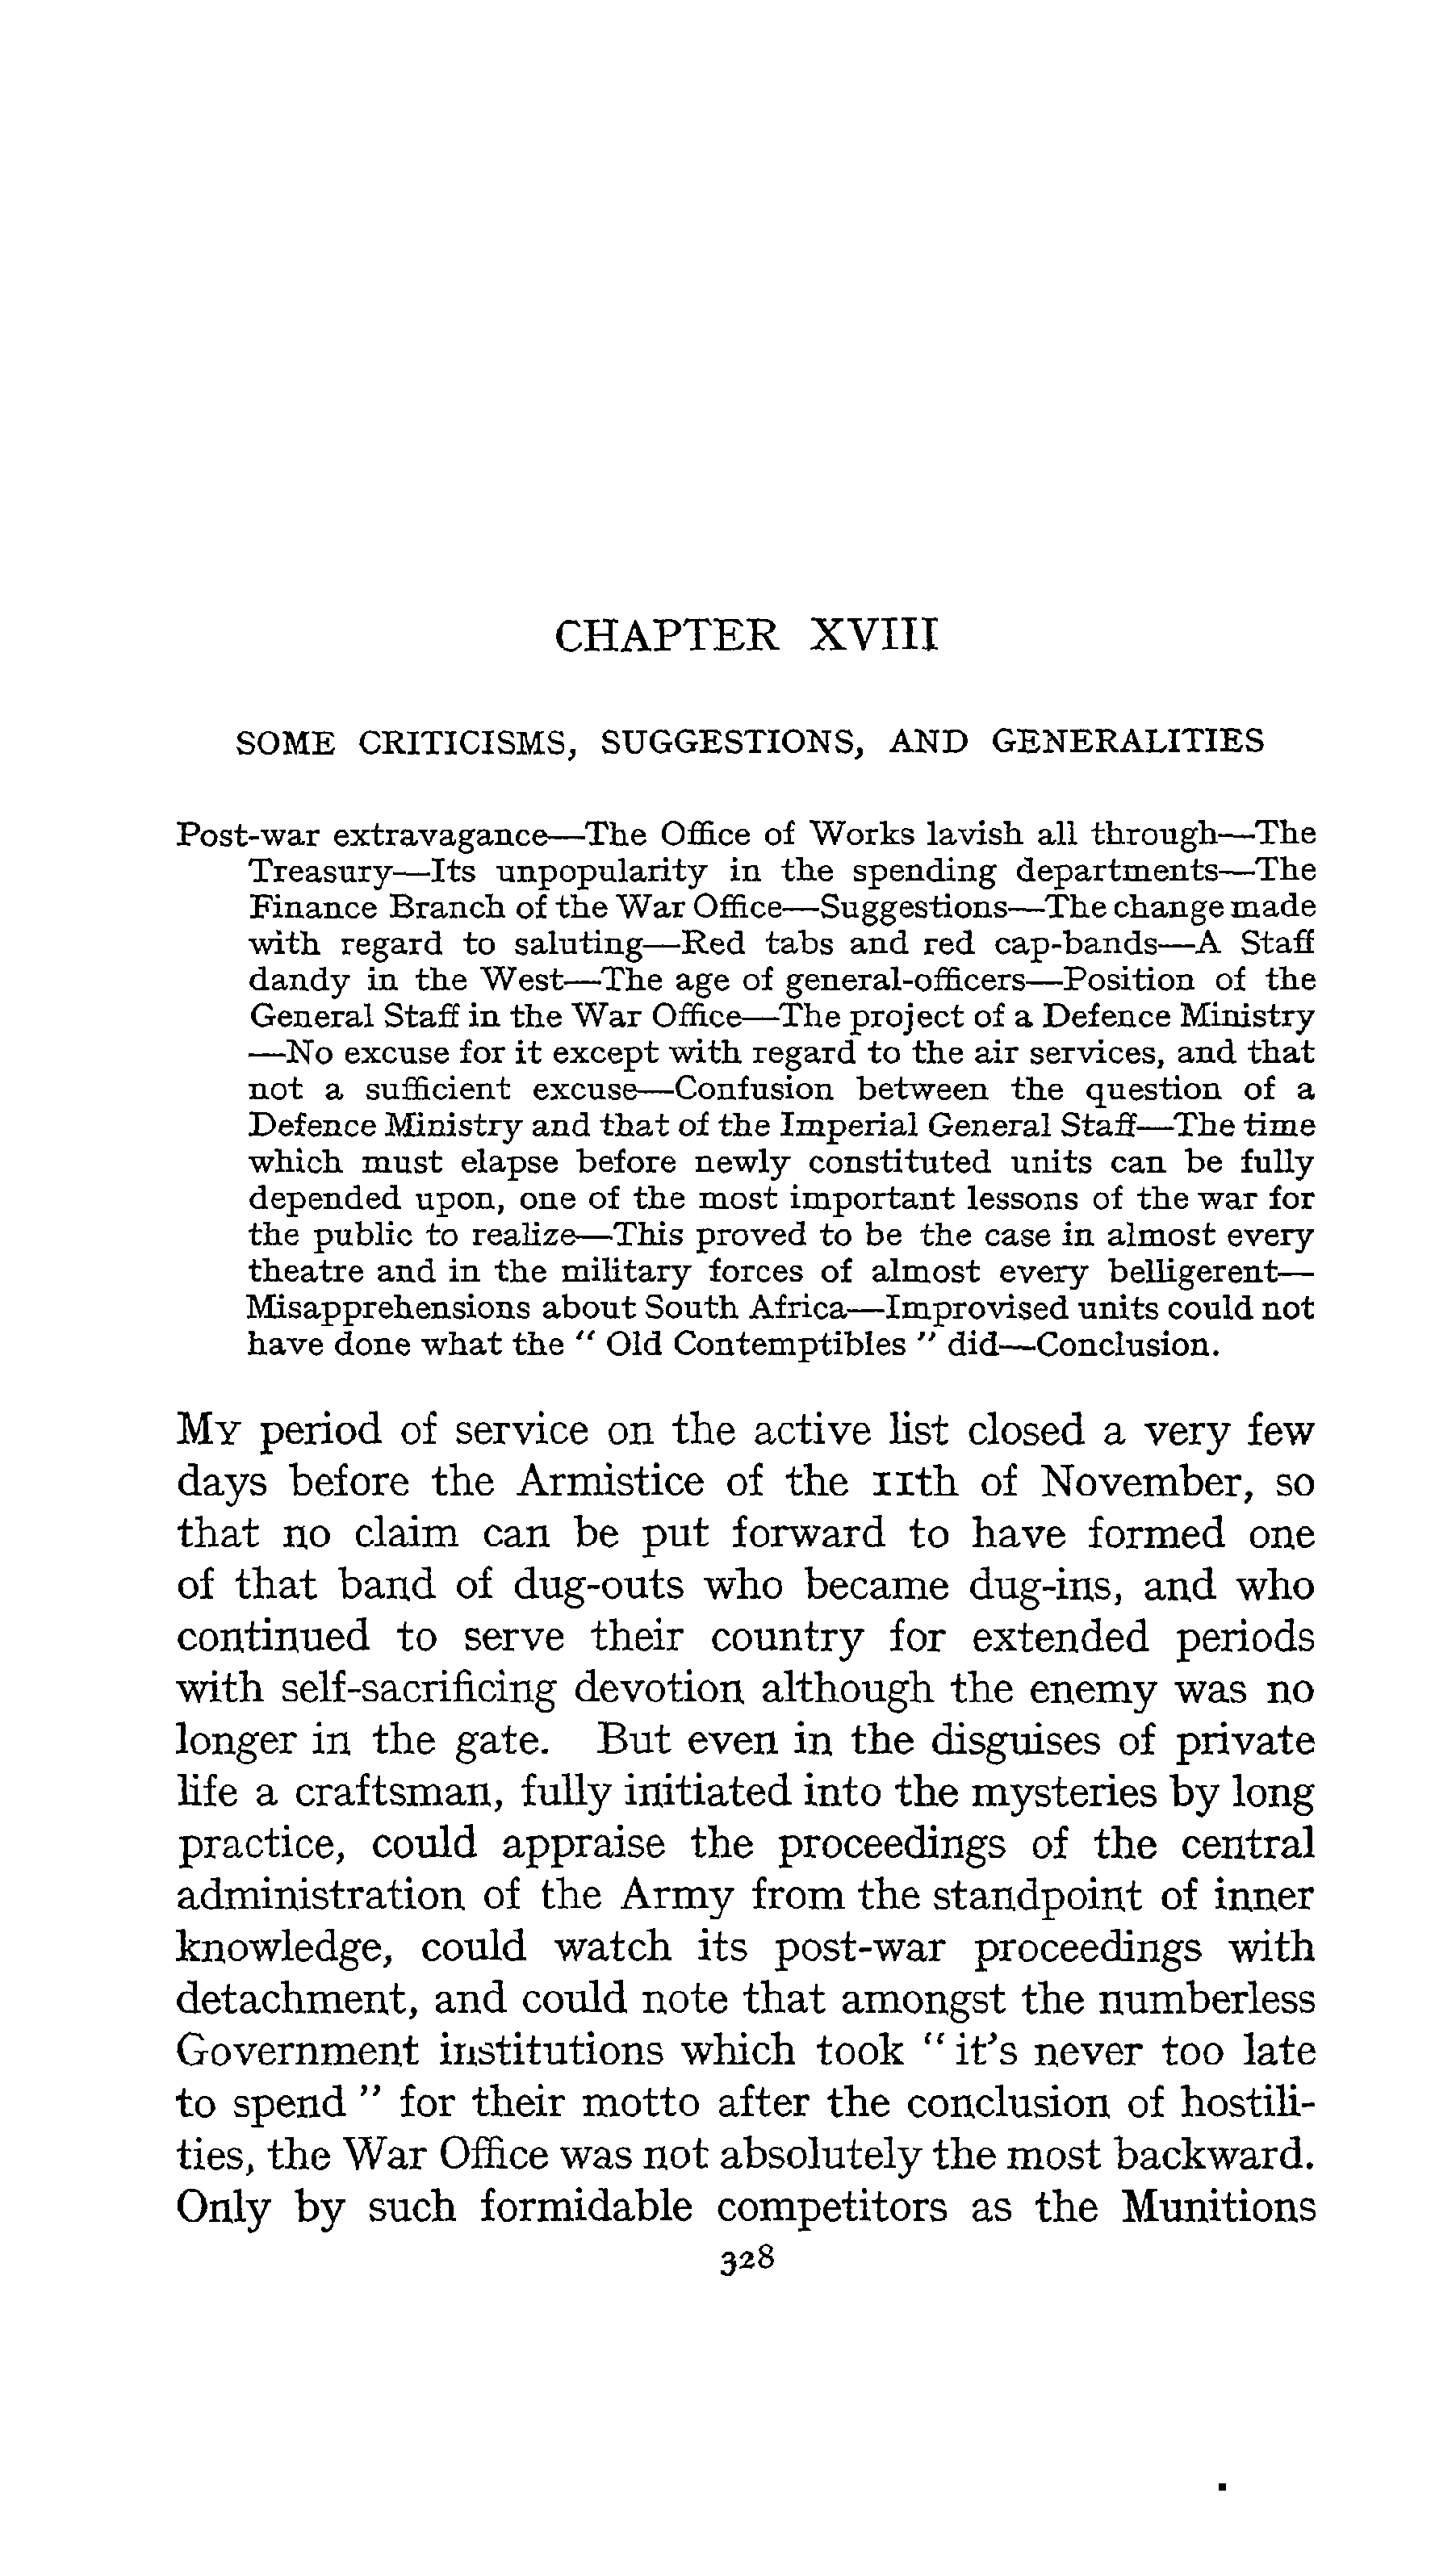 CHAPTER XVIII
SOME CRITICISMS, SUGGESTIONS, AND GENERALITIES
Post-war extravagance—The Office of Works lavish all through—The
Treasury—Its unpopularity in the spending departments—The
Finance Branch of the War Office—Suggestions—The change made
with regard to saluting—Red tabs and red cap-bands—A Staff
dandy in the West—The age of general-officers—Position of the
General Staff in the War Office—The project of a Defence Ministry
—No excuse for it except with regard to the air services, and that
not a sufficient excuse—Confusion between the question of a
Defence Ministry and that of the Imperial General Staff—The time
which must elapse before newly constituted units can be fully
depended upon, one of the most important lessons of the war for
the public to realize—This proved to be the case in almost every
theatre and in the military forces of almost every belligerent—
Misapprehensions about South Africa—Improvised units could not
have done what the “ Old Contemptibles ” did—Conclusion.
MY period of service on the active list closed a very few
days before the Armistice of the 11th of November, so
that no claim can be put forward to have formed one
of that band of dug-outs who became dug-ins, and who
continued to serve their country for extended periods
with self-sacrificing devotion although the enemy was no
longer in the gate. But even in the disguises of private
life a craftsman, fully initiated into the mysteries by long
practice, could appraise the proceedings of the central
administration of the Army from the standpoint of inner
knowledge, could watch its post-war proceedings with
detachment, and could note that amongst the numberless
Government institutions which took “ it's never too late
to spend ” for their motto after the conclusion of hostili-
ties, the War Office was not absolutely the most backward.
Only by such formidable competitors as the Munitions
328